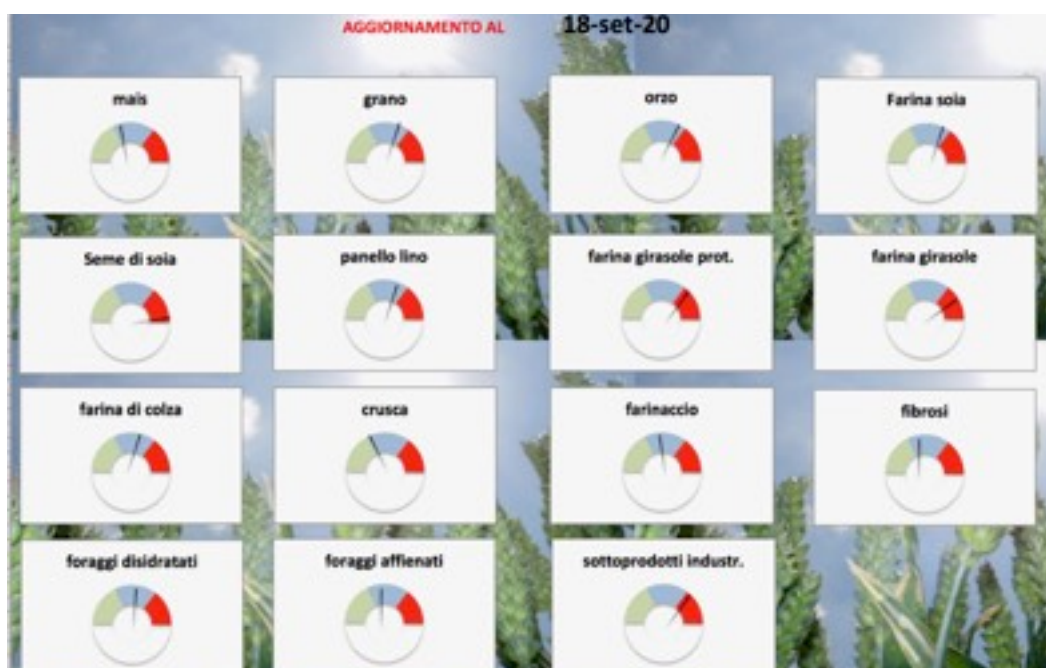 AGGIORNAMENTO AL 18-set-20
mais
grano
orzo
Farina soia
Seme di soia
panello lino
farina girasole prot.
farina girasole
farina di colza
crusca
farinaccio
fibrosi
foraggi disidratati
foraggi affienati
sottoprodotti industr.